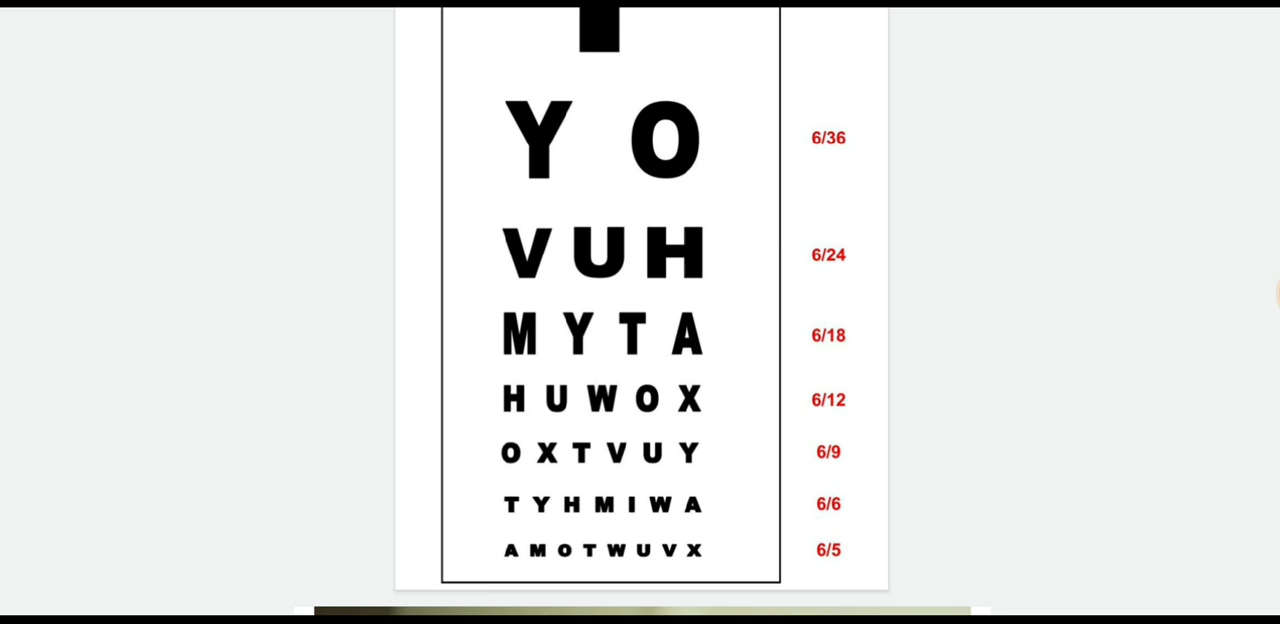 Y O 6/36
V U H 6/24
M Y T A 6/18
H U W O X 6/12
O X T V U Y 6/9
T Y H M I W A 6/6
A M O T W U V X 6/5